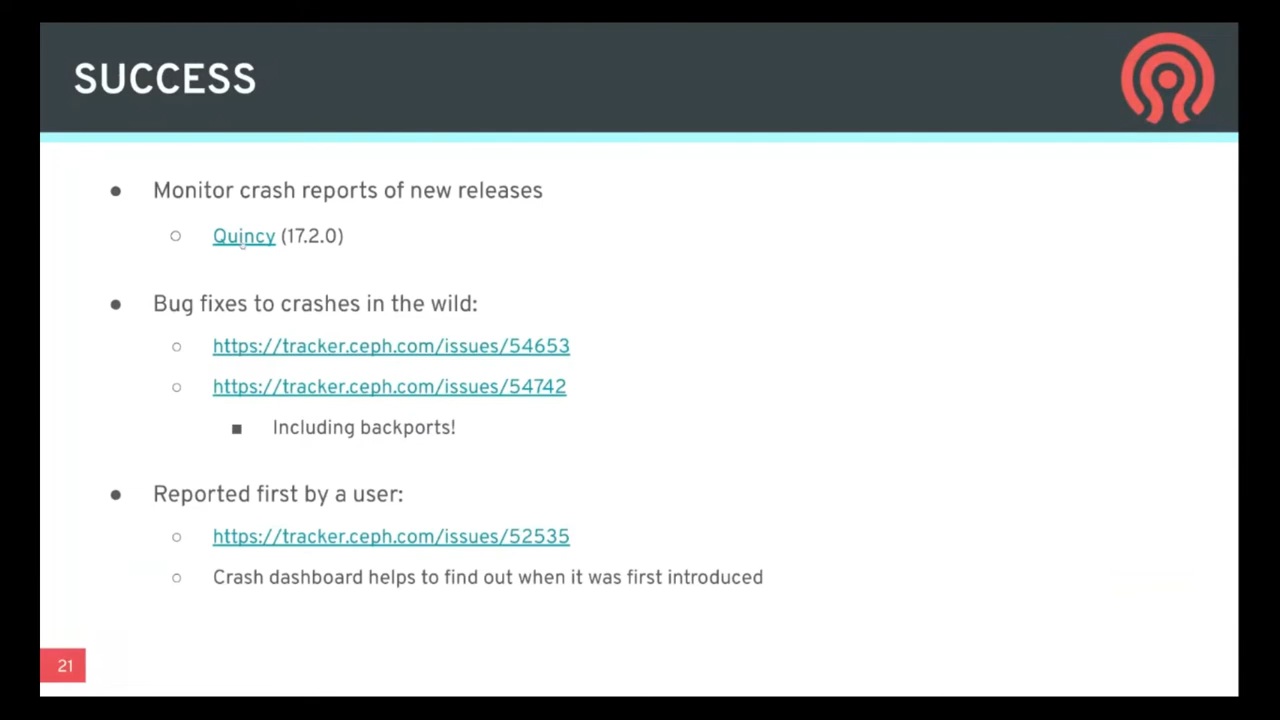 SUCCESS
● Monitor crash reports of new releases
○ Quincy (17.2.0)
● Bug fixes to crashes in the wild:
○ https://tracker.ceph.com/issues/54653
○ https://tracker.ceph.com/issues/54742
■ Including backports!
● Reported first by a user:
○ https://tracker.ceph.com/issues/52535
○ Crash dashboard helps to find out when it was first introduced
21